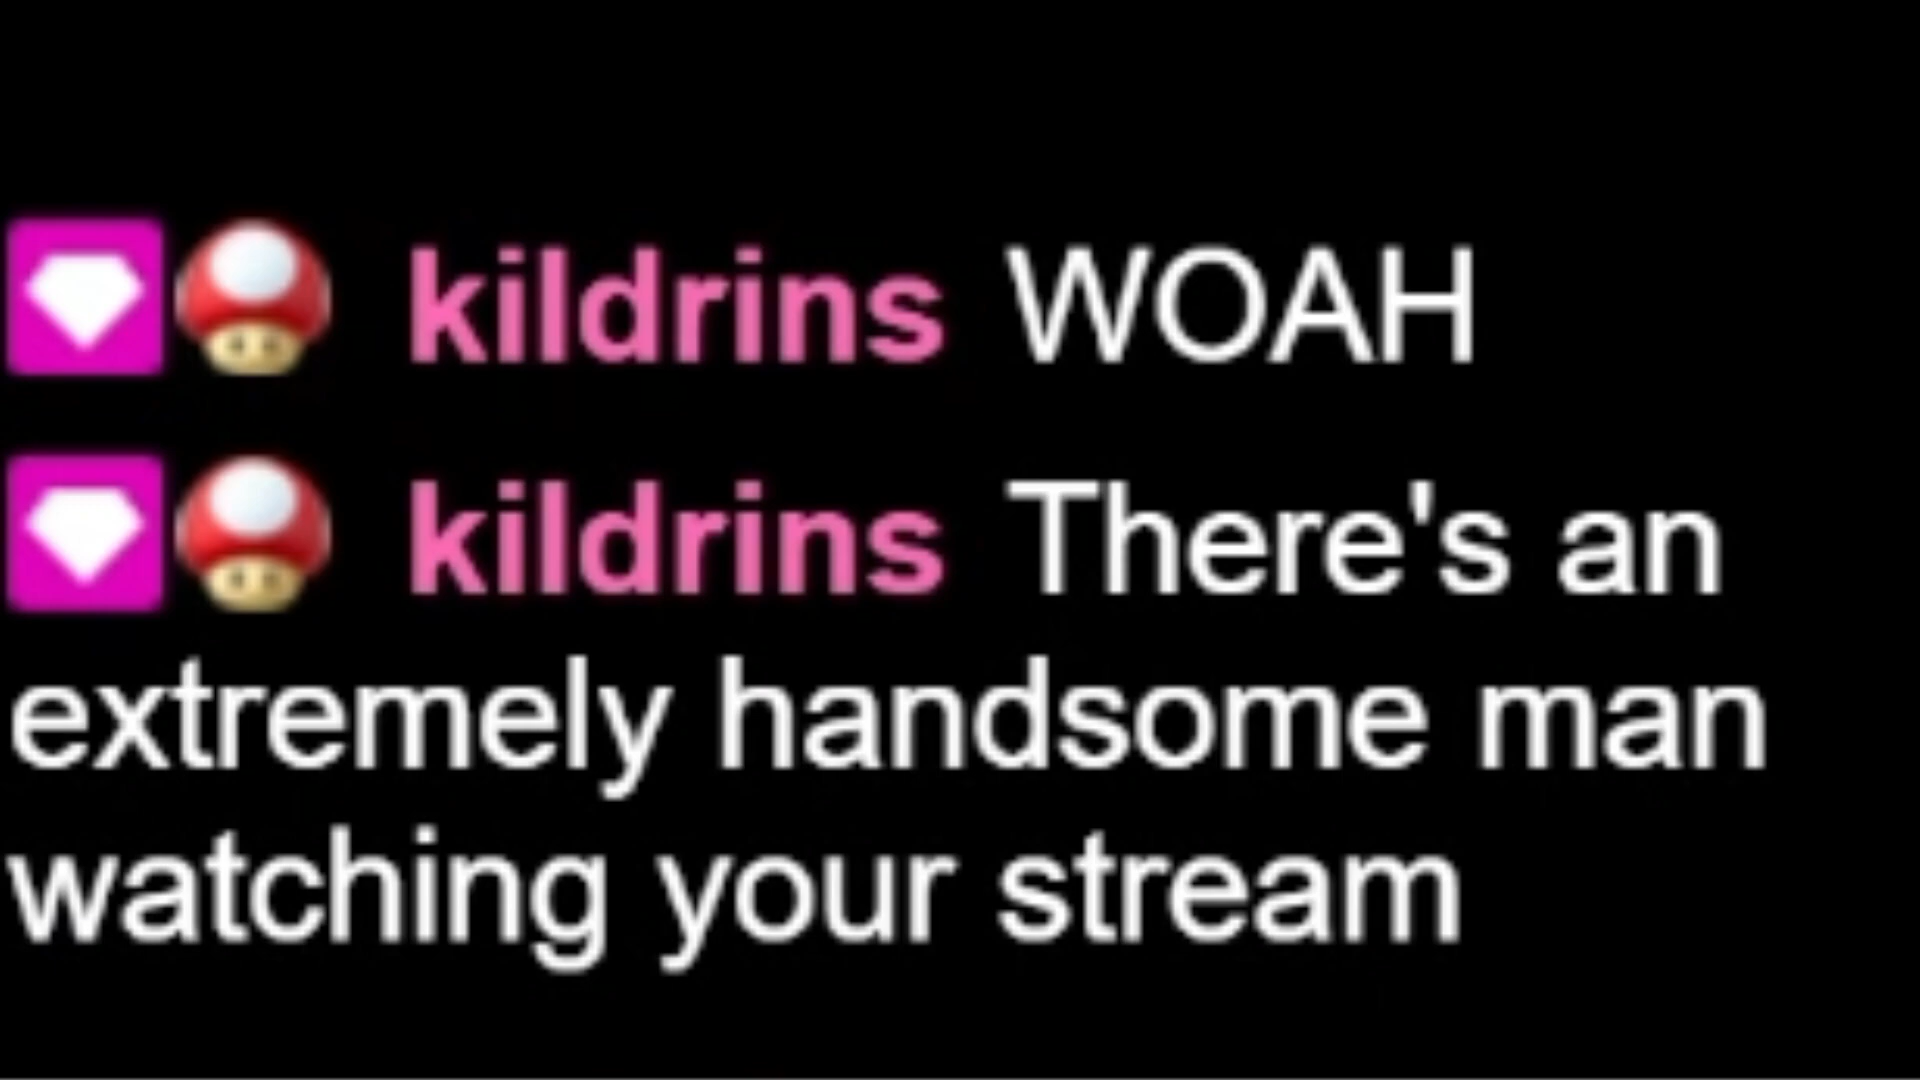 kildrins WOAH
kildrins There's an
extremely handsome man
watching your stream